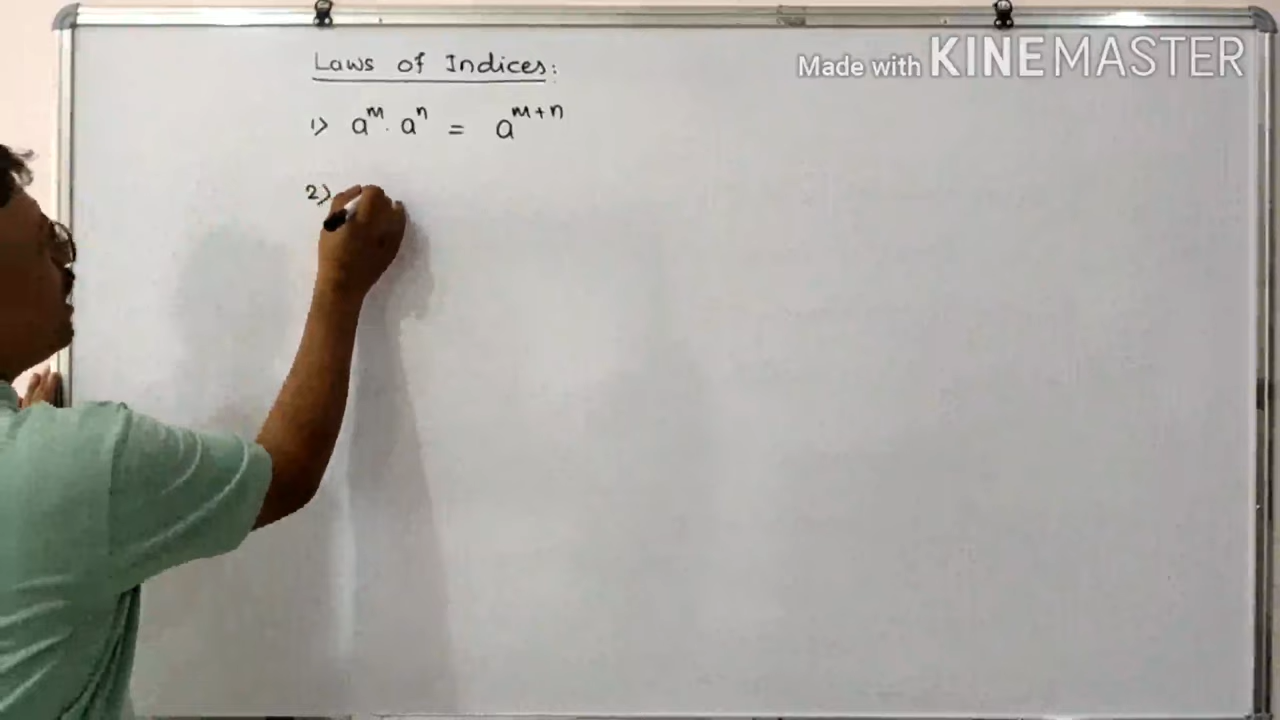 Laws of Indices:
Made with KINEMASTER
1) a^m . a^n = a^(m+n)
2)